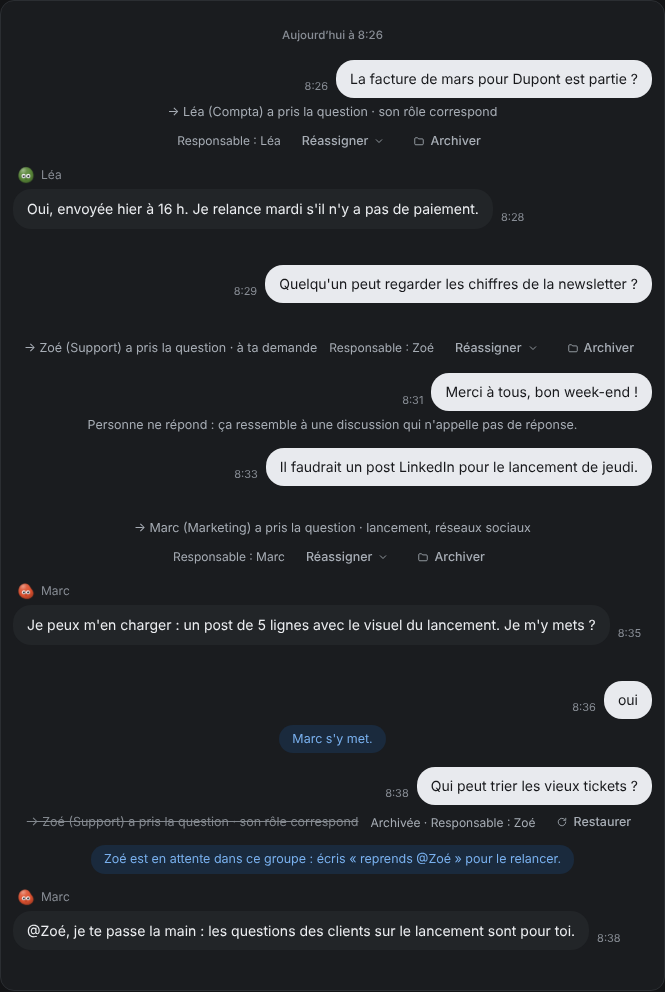 Aujourd'hui à 8:26
8:26 La facture de mars pour Dupont est partie ?
→ Léa (Compta) a pris la question · son rôle correspond
Responsable : Léa Réassigner Archiver
Léa
Oui, envoyée hier à 16 h. Je relance mardi s'il n'y a pas de paiement. 8:28
8:29 Quelqu'un peut regarder les chiffres de la newsletter ?
→ Zoé (Support) a pris la question · à ta demande Responsable : Zoé Réassigner Archiver
8:31 Merci à tous, bon week-end !
Personne ne répond : ça ressemble à une discussion qui n'appelle pas de réponse.
8:33 Il faudrait un post LinkedIn pour le lancement de jeudi.
→ Marc (Marketing) a pris la question · lancement, réseaux sociaux
Responsable : Marc Réassigner Archiver
Marc
Je peux m'en charger : un post de 5 lignes avec le visuel du lancement. Je m'y mets ? 8:35
8:36 oui
Marc s'y met.
8:38 Qui peut trier les vieux tickets ?
→ Zoé (Support) a pris la question · son rôle correspond Archivée · Responsable : Zoé Restaurer
Zoé est en attente dans ce groupe : écris « reprends @Zoé » pour le relancer.
Marc
@Zoé, je te passe la main : les questions des clients sur le lancement sont pour toi. 8:38